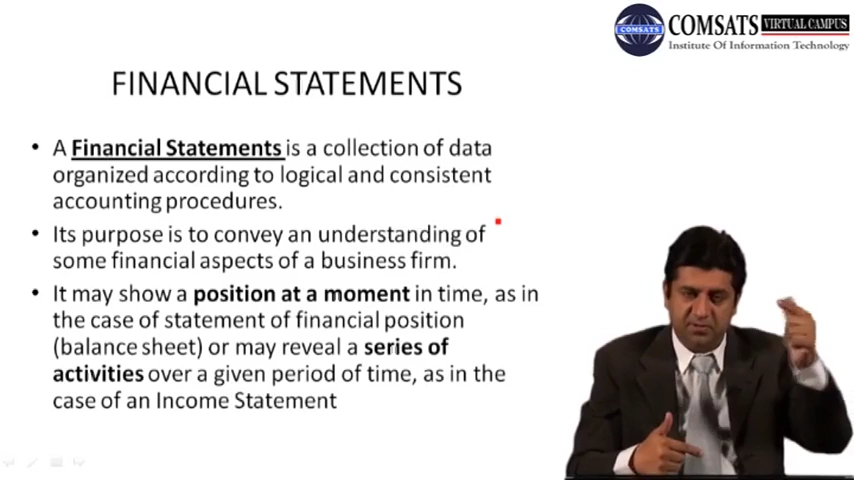 COMSATS VIRTUAL CAMPUS
COMSATS
Institute Of Information Technology
FINANCIAL STATEMENTS
• A Financial Statements is a collection of data
organized according to logical and consistent
accounting procedures.
• Its purpose is to convey an understanding of
some financial aspects of a business firm.
• It may show a position at a moment in time, as in
the case of statement of financial position
(balance sheet) or may reveal a series of
activities over a given period of time, as in the
case of an Income Statement